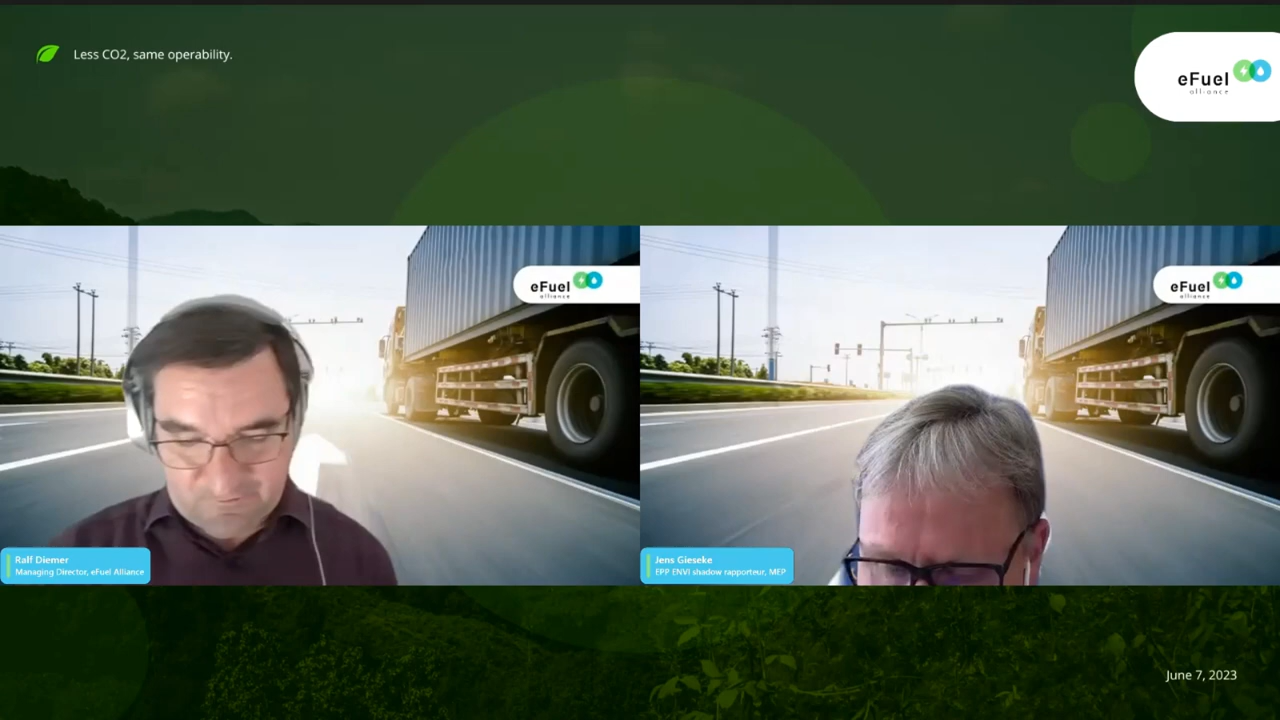 Less CO2, same operability.
eFuel
alliance
eFuel
alliance
eFuel
alliance
Ralf Diemer
Managing Director, eFuel Alliance
Jens Gieseke
EPP ENVI shadow rapporteur, MEP
June 7, 2023